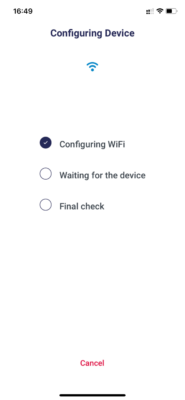 16:49
Configuring Device
Configuring WiFi
Waiting for the device
Final check
Cancel